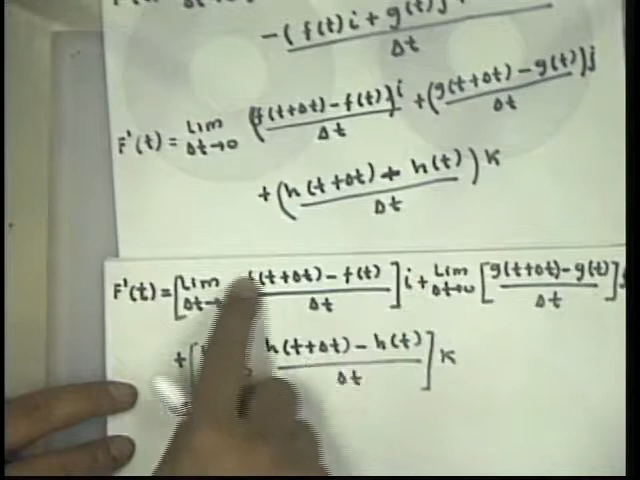 -(f(t)i + g(t)j
Δt
F'(t) = Lim Δt→0 (f(t+Δt) - f(t))i / Δt + (g(t+Δt) - g(t))j / Δt
+ (h(t+Δt) + h(t)) / Δt ) k
F'(t) = [Lim Δt→ (t+Δt) - f(t) / Δt ] i + Lim Δt→0 [ g(t+Δt) - g(t) / Δt ] j
+ [ h(t+Δt) - h(t) / Δt ] k